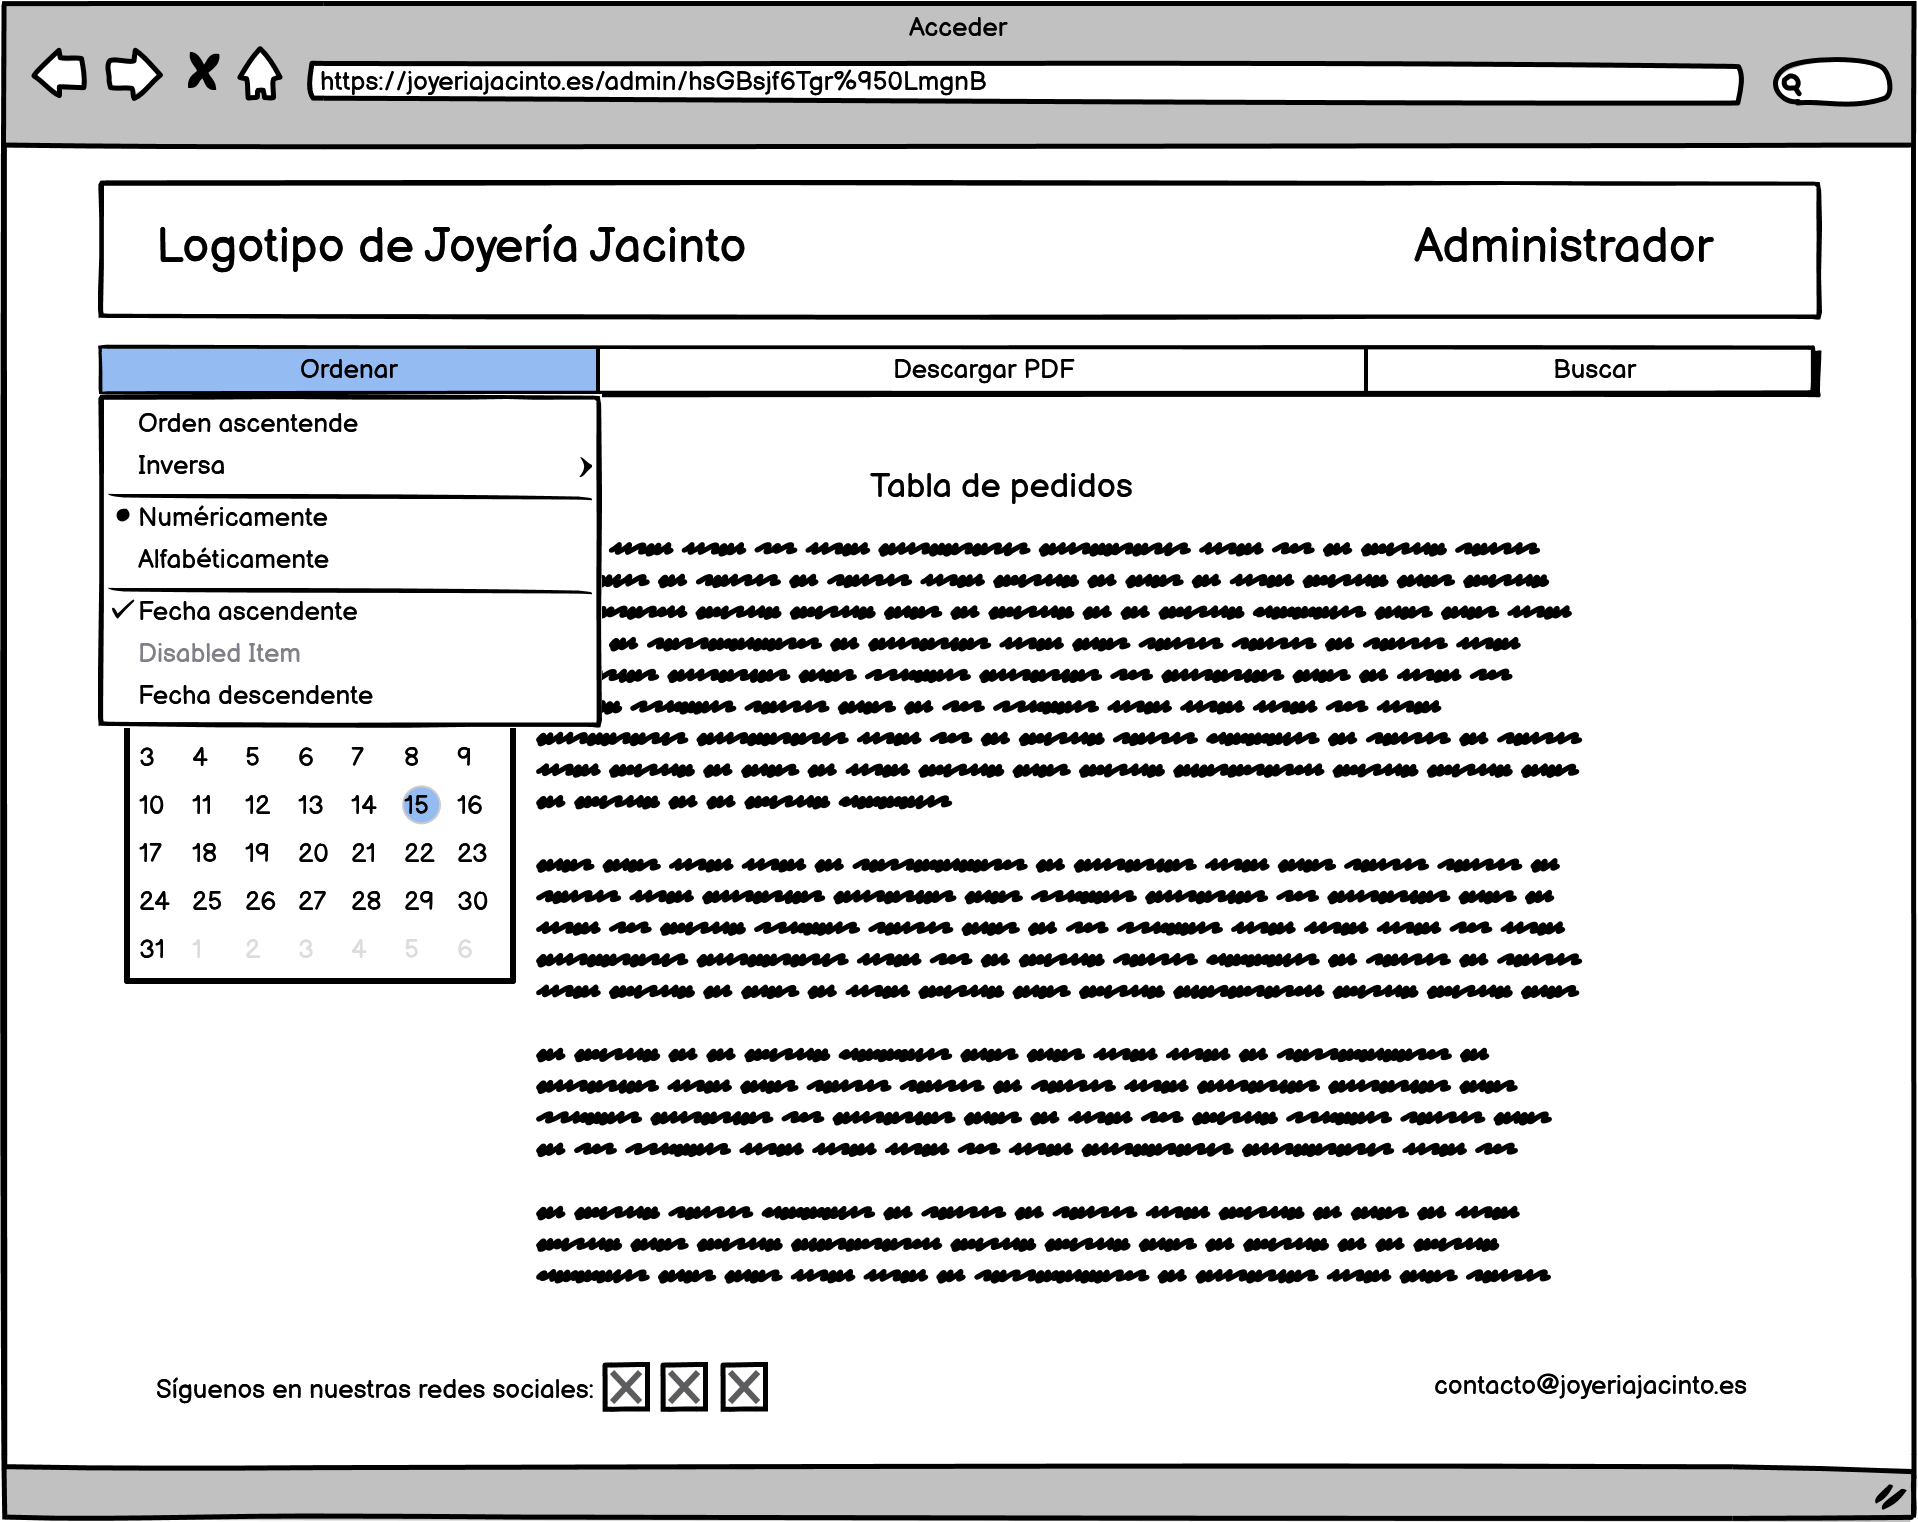 Acceder
https://joyeriajacinto.es/admin/hsGBsjf6Tgr%950LmgnB
Logotipo de Joyería Jacinto
Administrador
Ordenar
Descargar PDF
Buscar
Orden ascentende
Inversa
Numéricamente
Alfabéticamente
Fecha ascendente
Disabled Item
Fecha descendente
Tabla de pedidos
3 4 5 6 7 8 9
10 11 12 13 14 15 16
17 18 19 20 21 22 23
24 25 26 27 28 29 30
31 1 2 3 4 5 6
Síguenos en nuestras redes sociales:
contacto@joyeriajacinto.es